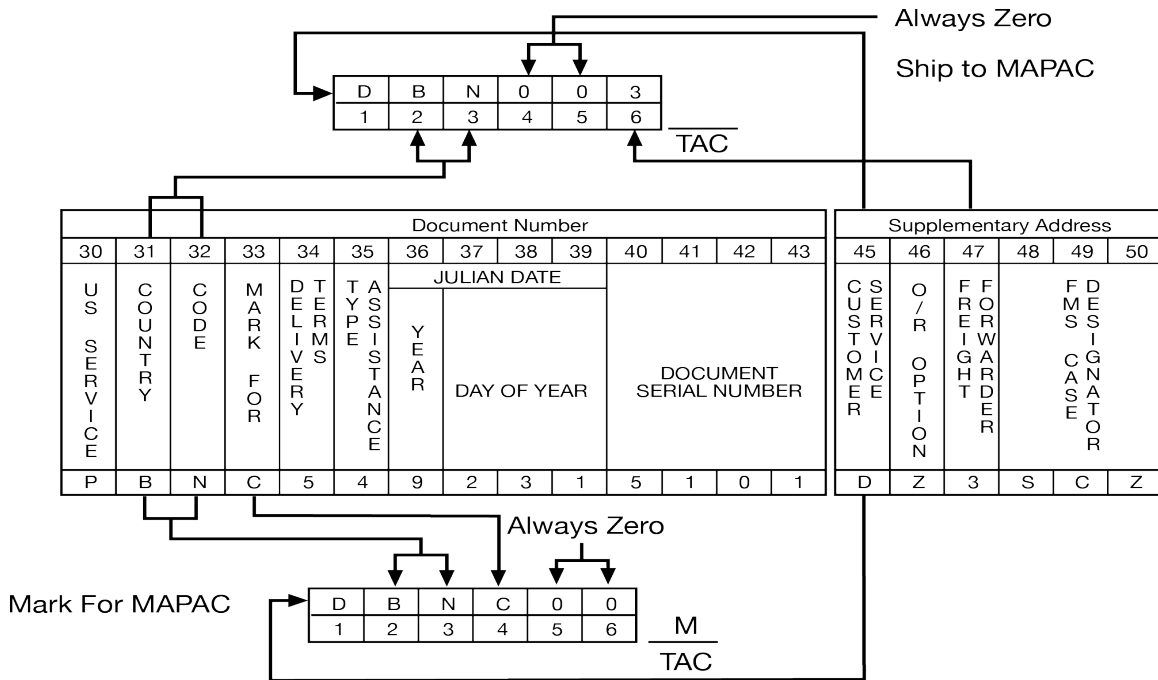 Always Zero
Ship to MAPAC
D B N 0 0 3
1 2 3 4 5 6
TAC
Document Number
Supplementary Address
30 31 32 33 34 35 36 37 38 39 40 41 42 43 45 46 47 48 49 50
US SERVICE
COUNTRY
CODE
MARK FOR
DELIVERY
TERMS
TYPE
ASSISTANCE
JULIAN DATE
YEAR
DAY OF YEAR
DOCUMENT
SERIAL NUMBER
CUSTOMER
SERVICE
O/R OPTION
FREIGHT
FORWARDER
FMS CASE
DESIGNATOR
P B N C 5 4 9 2 3 1 5 1 0 1 D Z 3 S C Z
Always Zero
Mark For MAPAC
D B N C 0 0
1 2 3 4 5 6
M
TAC